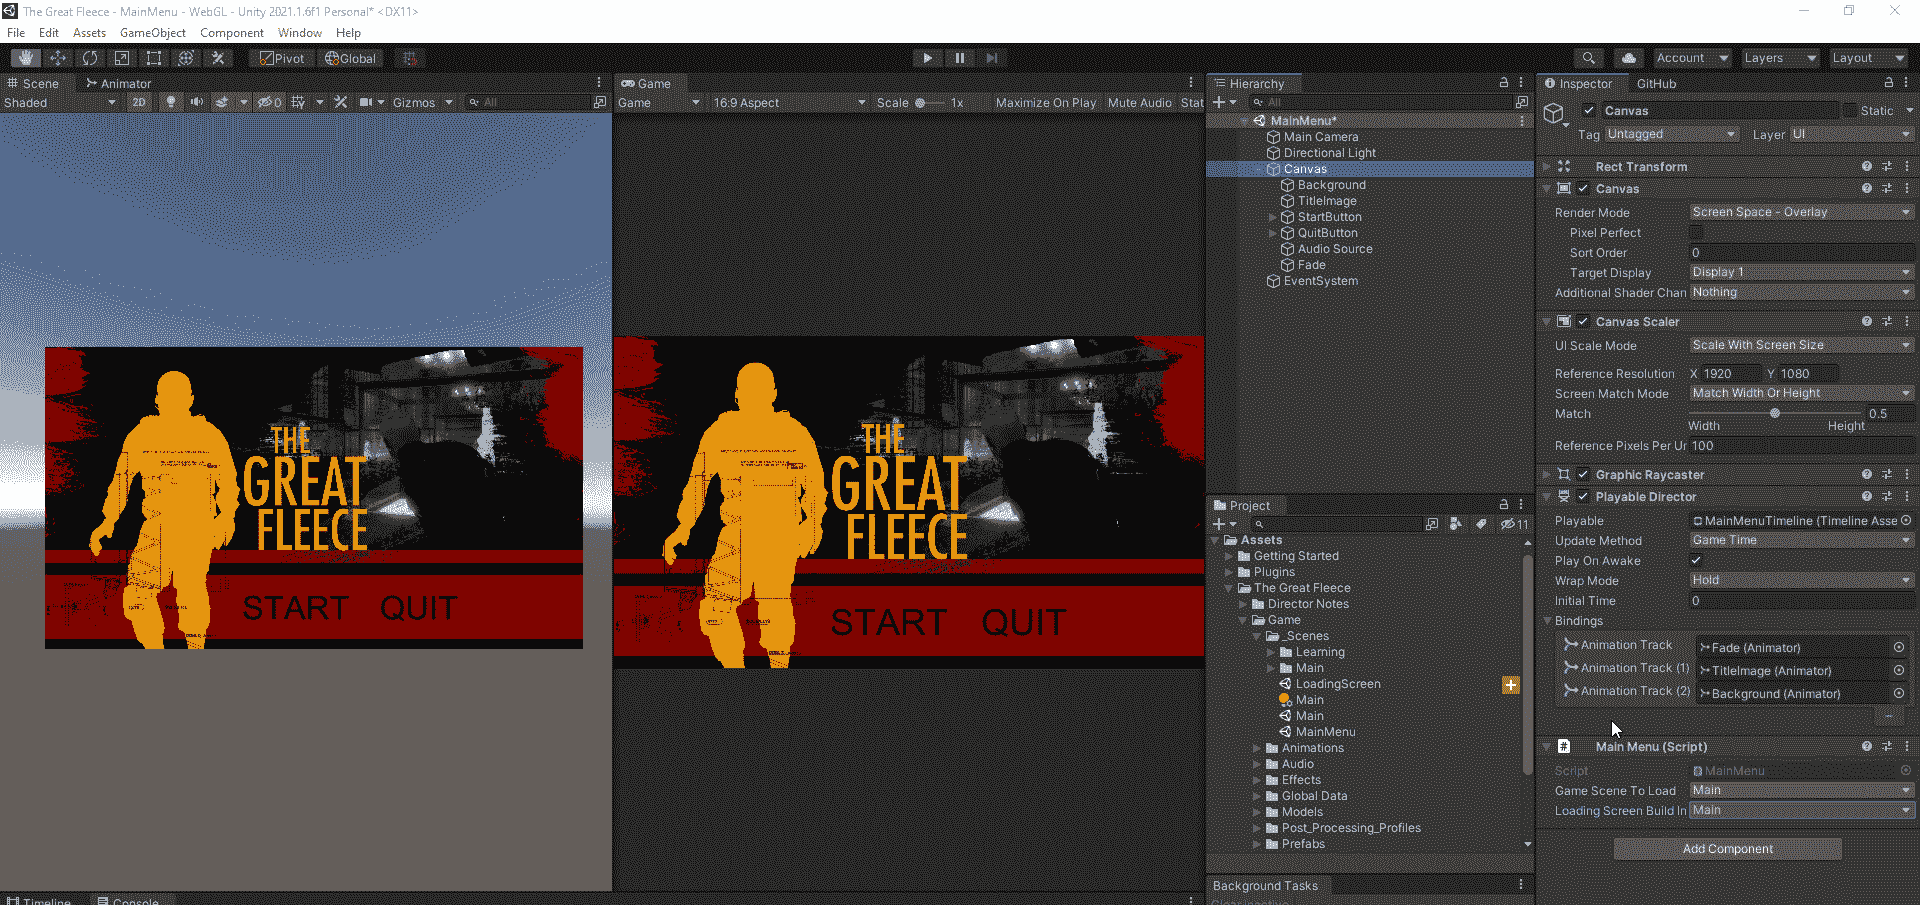 The Great Fleece - MainMenu - WebGL - Unity 2021.1.6f1 Personal* <DX11>
File Edit Assets GameObject Component Window Help
Pivot Global
Account Layers Layout
Scene Animator
Shaded 2D 0 Gizmos All
Game
Game 16:9 Aspect Scale 1x Maximize On Play Mute Audio Stat
THE
GREAT
FLEECE
START QUIT
THE
GREAT
FLEECE
START QUIT
Hierarchy
All
MainMenu*
Main Camera
Directional Light
Canvas
Background
TitleImage
StartButton
QuitButton
Audio Source
Fade
EventSystem
Project
11
Assets
Getting Started
Plugins
The Great Fleece
Director Notes
Game
_Scenes
Learning
Main
LoadingScreen
Main
Main
MainMenu
Animations
Audio
Effects
Global Data
Models
Post_Processing_Profiles
Prefabs
Background Tasks
Inspector GitHub
Canvas Static
Tag Untagged Layer UI
Rect Transform
Canvas
Render Mode Screen Space - Overlay
Pixel Perfect
Sort Order 0
Target Display Display 1
Additional Shader Chan Nothing
Canvas Scaler
UI Scale Mode Scale With Screen Size
Reference Resolution X 1920 Y 1080
Screen Match Mode Match Width Or Height
Match 0.5
Width Height
Reference Pixels Per Ur 100
Graphic Raycaster
Playable Director
Playable MainMenuTimeline (Timeline Asse
Update Method Game Time
Play On Awake
Wrap Mode Hold
Initial Time 0
Bindings
Animation Track Fade (Animator)
Animation Track (1) TitleImage (Animator)
Animation Track (2) Background (Animator)
# Main Menu (Script)
Script MainMenu
Game Scene To Load Main
Loading Screen Build In Main
Add Component
Timeline Console